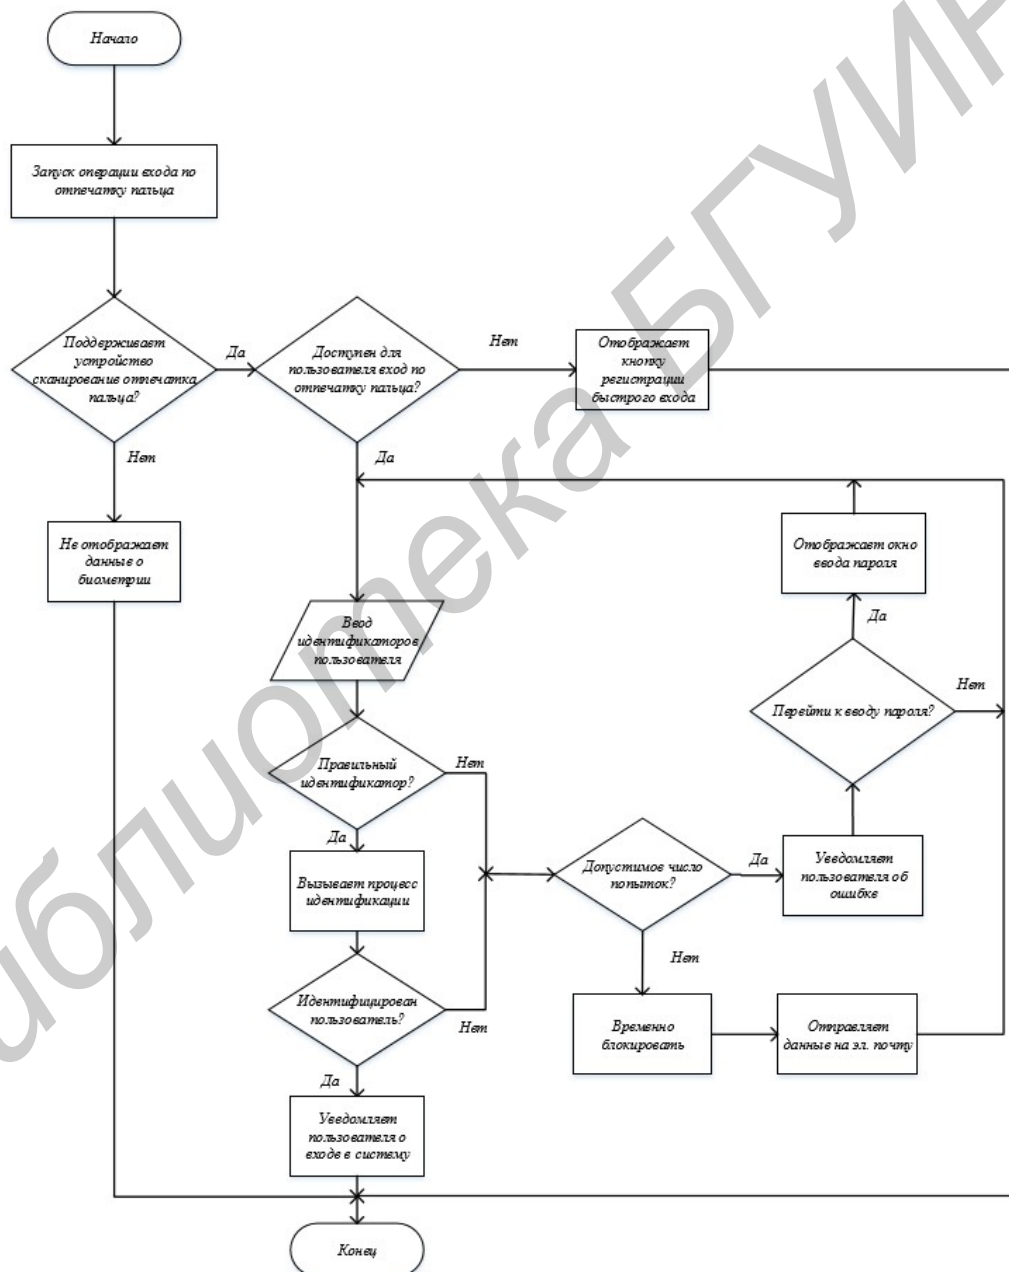 Начало
Запуск операции входа по
отпечатку пальца
Поддерживает
устройство
сканирование отпечатка
пальца?
Да
Доступен для
пользователя вход по
отпечатку пальца?
Нет
Отображает
кнопку
регистрации
быстрого входа
Нет
Да
Не отображает
данные о
биометрии
Отображает окно
ввода пароля
Да
Ввод
идентификаторов
пользователя
Перейти к вводу пароля?
Нет
Правильный
идентификатор?
Нет
Да
Вызывает процесс
идентификации
Допустимое число
попыток?
Да
Уведомляет
пользователя об
ошибке
Нет
Идентифицирован
пользователь?
Нет
Временно
блокировать
Отправляет
данные на эл. почту
Да
Уведомляет
пользователя о
входе в систему
Конец
иблиотека БГУИР